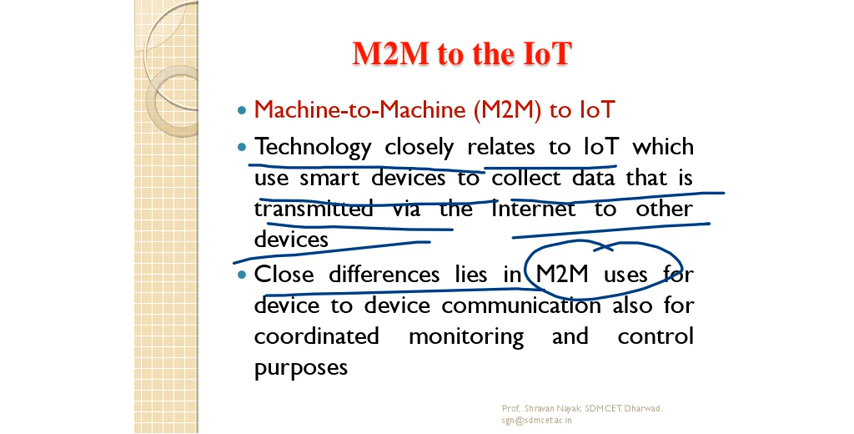 M2M to the IoT
Machine-to-Machine (M2M) to IoT
Technology closely relates to IoT which
use smart devices to collect data that is
transmitted via the Internet to other
devices
Close differences lies in M2M uses for
device to device communication also for
coordinated monitoring and control
purposes
Prof. Shravan Nayak, SDMCET, Dharwad.
sgn@sdmcet.ac.in